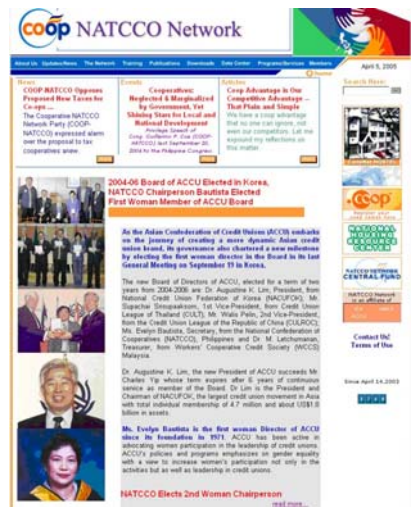 coop NATCCO Network
About Us Updates/News The Network Training Publications Downloads Data Center Programs/Services Members
April 5, 2005
home
News
COOP-NATCCO Opposes
Proposed New Taxes for
Co-ops ...
The Cooperative NATCCO
Network Party (COOP-
NATCCO) expressed alarm
over the proposal to tax
cooperatives anew.
more
Events
Cooperatives:
Neglected & Marginalized
by Government, Yet
Shining Stars for Local and
National Development
Privilege Speech of
Cong. Guillermo P. Cua (COOP-
NATCCO) last September 20,
2004 to the Philippine Congress
more
Articles
Coop Advantage is Our
Competitive Advantage --
That Plain and Simple
We have a coop advantage
that no one can ignore, not
even our competitors. Let me
expound my reflections on
this matter.
more
Search Here:
2004-06 Board of ACCU Elected in Korea,
NATCCO Chairperson Bautista Elected
First Woman Member of ACCU Board
As the Asian Confederation of Credit Unions (ACCU) embarks
on the journey of creating a more dynamic Asian credit
union brand, its governance also chartered a new milestone
by electing the first woman director in the Board in its last
General Meeting on September 19 in Korea.
The new Board of Directors of ACCU, elected for a term of two
years from 2004-2006 are: Dr. Augustine K. Lim, President, from
National Credit Union Federation of Korea (NACUFOK), Mr.
Supachai Srisupaaksorn, 1st Vice-President, from Credit Union
League of Thailand (CULT); Mr. Walis Pelin, 2nd Vice-President,
from the Credit Union League of the Republic of China (CULROC);
Ms. Evelyn Bautista, Secretary, from the National Confederation of
Cooperatives (NATCCO), Philippines and Dr. M. Letchumanan,
Treasurer, from Workers' Cooperative Credit Society (WCCS)
Malaysia.
Dr. Augustine K. Lim, the new President of ACCU succeeds Mr.
Charles Yip whose term expires after 6 years of continuous
service as member of the Board. Dr Lim is the President and
Chairman of NACUFOK, the largest credit union movement in Asia
with total individual membership of 4.7 million and about US$1.8
billion in assets.
Ms. Evelyn Bautista is the first woman Director of ACCU
since its foundation in 1971. ACCU has been active in
advocating women participation in the leadership of credit unions.
ACCU's policies and programs emphasizes on gender equality
with a view to increase women's participation not only in the
activities but as well as leadership in credit unions.
NATCCO Elects 2nd Woman Chairperson
read more...
.coop
Register your
NATIONAL
HOUSING
RESOURCE
CENTER
NATCCO NETWORK
CENTRAL FUND
NATCCO Network
is an affiliate of
Contact Us!
Terms of Use
Since April 14,2003